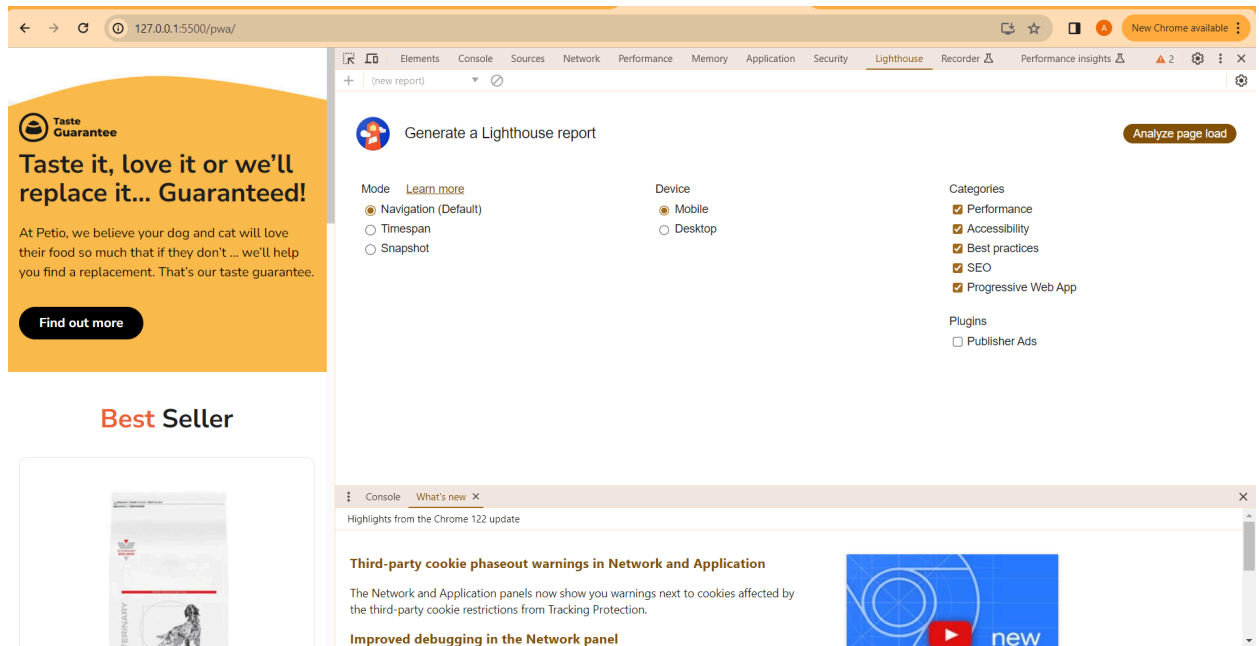 127.0.0.1:5500/pwa/
A
New Chrome available
Taste
Guarantee
Taste it, love it or we'll
replace it... Guaranteed!
At Petio, we believe your dog and cat will love
their food so much that if they don't ... we'll help
you find a replacement. That's our taste guarantee.
Find out more
Best Seller
Elements Console Sources Network Performance Memory Application Security Lighthouse Recorder Performance insights 2
(new report)
Generate a Lighthouse report
Analyze page load
Mode Learn more
Navigation (Default)
Timespan
Snapshot
Device
Mobile
Desktop
Categories
Performance
Accessibility
Best practices
SEO
Progressive Web App
Plugins
Publisher Ads
Console What's new
Highlights from the Chrome 122 update
Third-party cookie phaseout warnings in Network and Application
The Network and Application panels now show you warnings next to cookies affected by
the third-party cookie restrictions from Tracking Protection.
Improved debugging in the Network panel
new